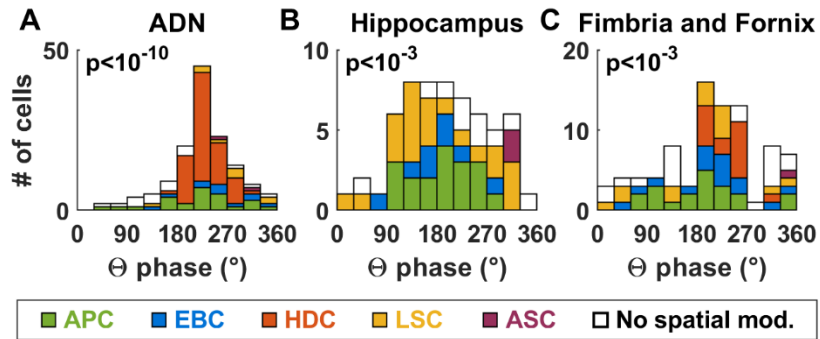 A ADN B Hippocampus C Fimbria and Fornix
50 10 20
p<10-10 p<10-3 p<10-3
# of cells
5 10
0 0 0
0 90 180 270 360 0 90 180 270 360 0 90 180 270 360
Θ phase (°) Θ phase (°) Θ phase (°)
APC EBC HDC LSC ASC No spatial mod.